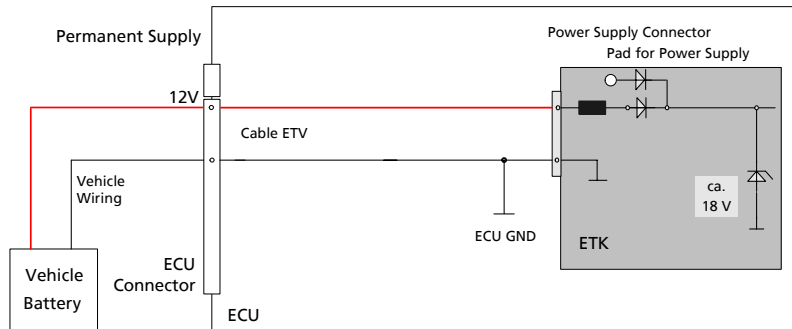 Permanent Supply
Power Supply Connector
Pad for Power Supply
12V
Cable ETV
Vehicle
Wiring
ca.
18 V
ECU GND
ETK
ECU
Connector
Vehicle
Battery
ECU